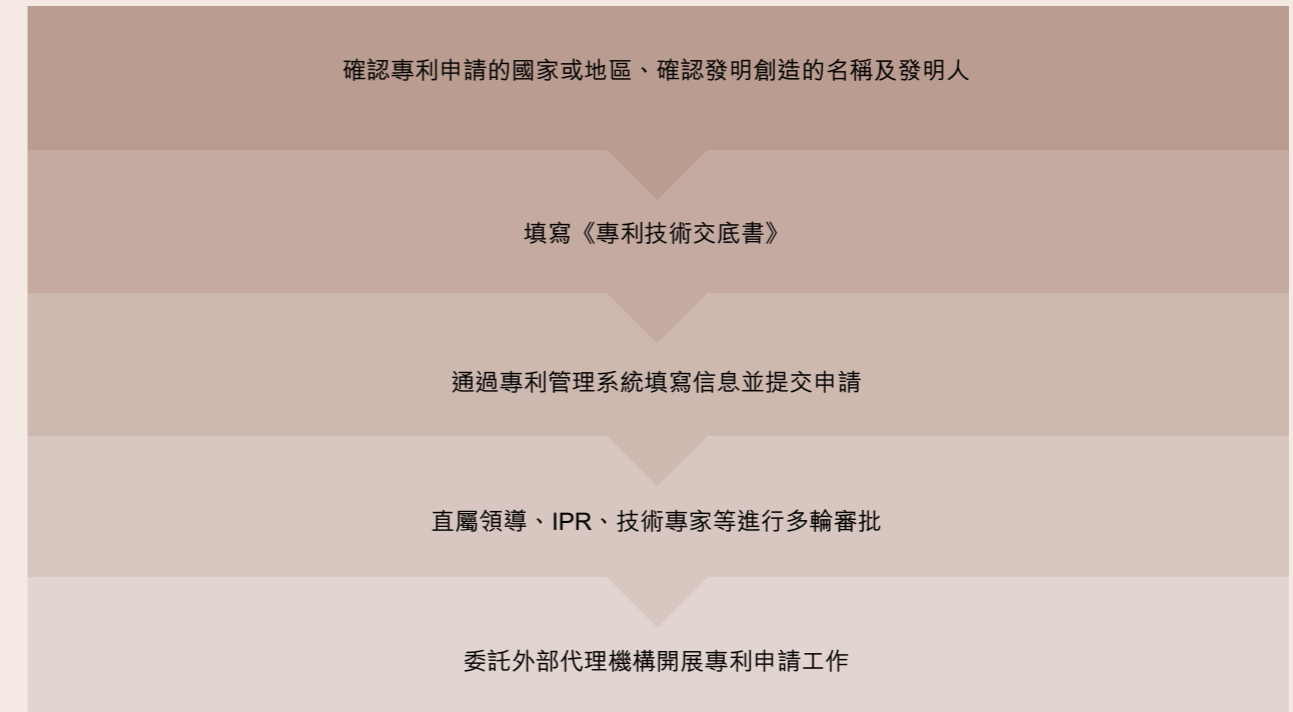 確認專利申請的國家或地區、確認發明創造的名稱及發明人
填寫《專利技術交底書》
通過專利管理系統填寫信息並提交申請
直屬領導、IPR、技術專家等進行多輪審批
委託外部代理機構開展專利申請工作